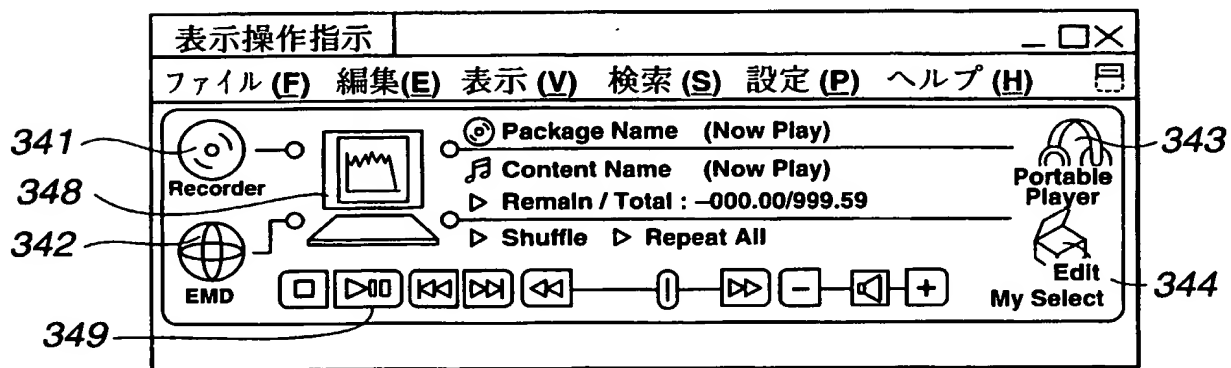 表示操作指示
ファイル (F) 編集(E) 表示 (V) 検索 (S) 設定 (P) ヘルプ (H)
341
348
342
349
Recorder
EMD
Package Name (Now Play)
Content Name (Now Play)
Remain / Total : –000.00/999.59
Shuffle Repeat All
Portable
Player
Edit
My Select
343
344